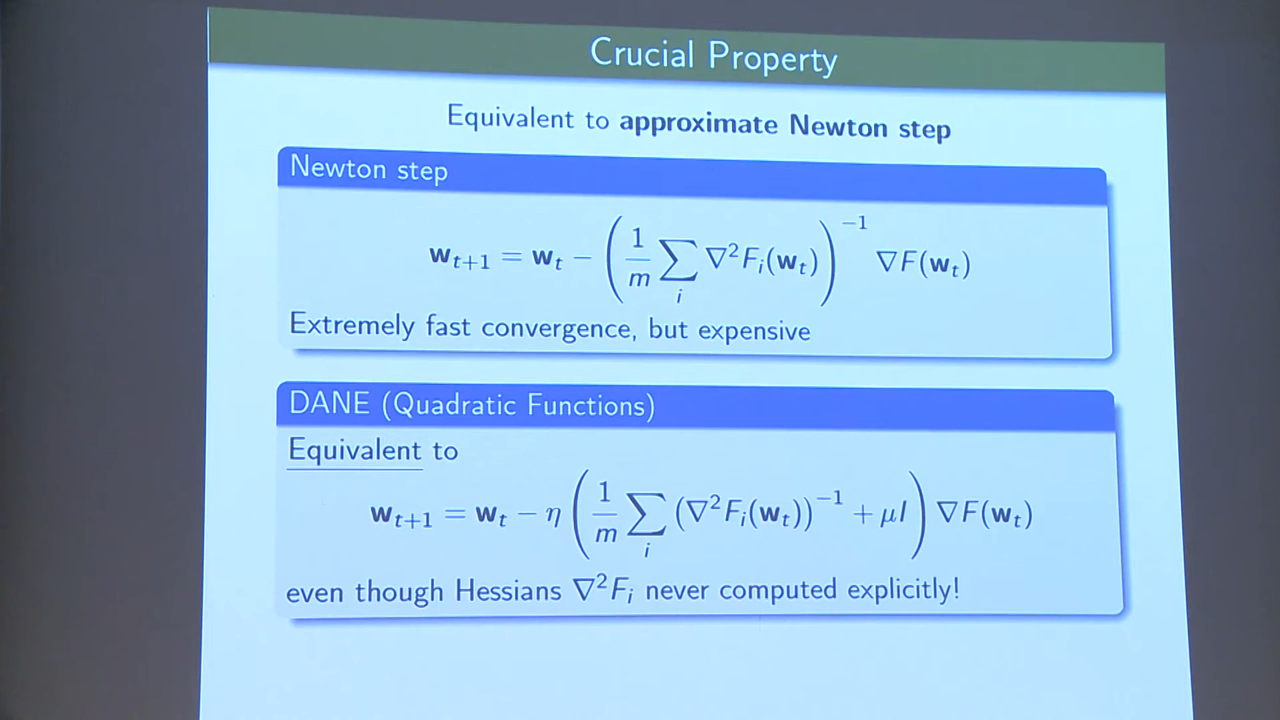 Crucial Property
Equivalent to approximate Newton step
Newton step
w_{t+1} = w_t − ( 1/m ∑_i ∇²F_i(w_t) )^{−1} ∇F(w_t)
Extremely fast convergence, but expensive
DANE (Quadratic Functions)
Equivalent to
w_{t+1} = w_t − η ( 1/m ∑_i (∇²F_i(w_t))^{−1} + μI ) ∇F(w_t)
even though Hessians ∇²F_i never computed explicitly!